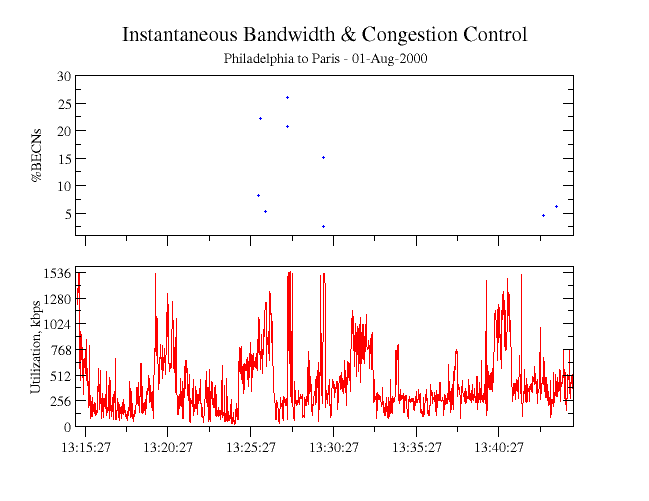 Instantaneous Bandwidth & Congestion Control
Philadelphia to Paris - 01-Aug-2000
30
25
20
15
10
5
%BECNs
1536
1280
1024
768
512
256
0
Utilization, kbps
13:15:27 13:20:27 13:25:27 13:30:27 13:35:27 13:40:27